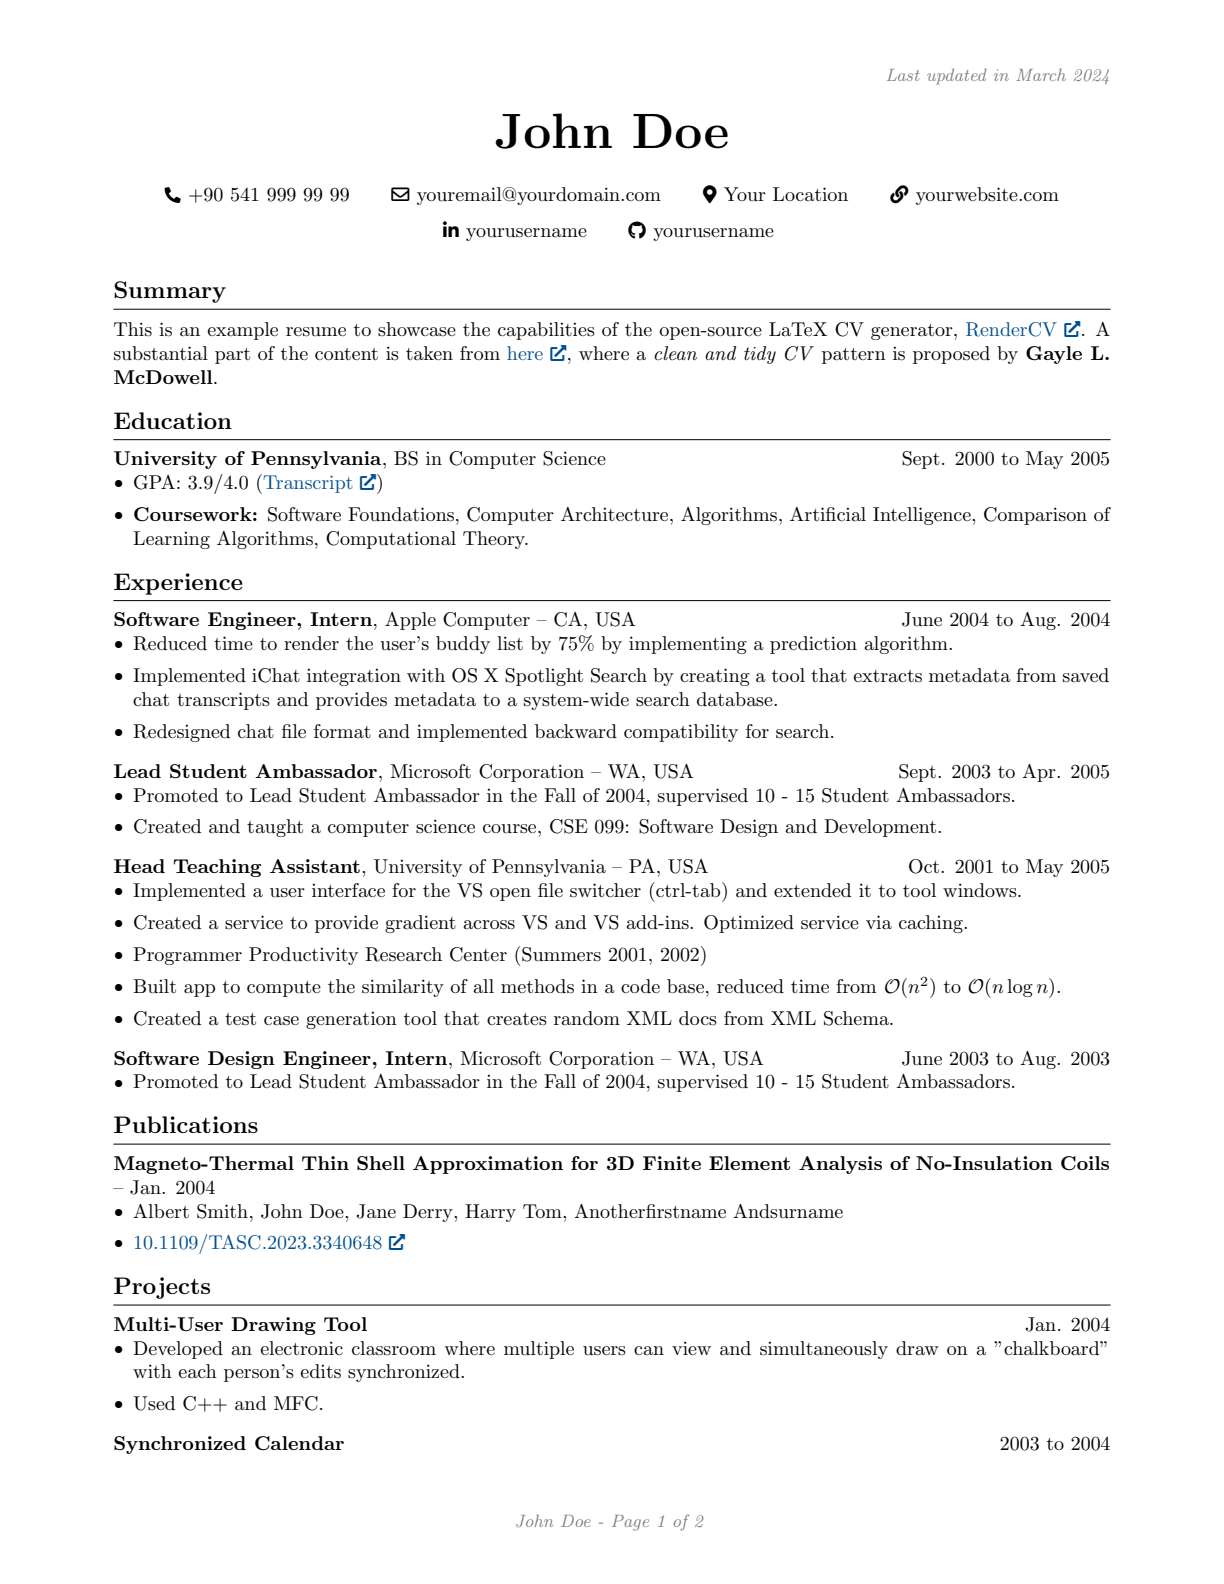 Last updated in March 2024
John Doe
+90 541 999 99 99 youremail@yourdomain.com Your Location yourwebsite.com
yourusername yourusername
Summary
This is an example resume to showcase the capabilities of the open-source LaTeX CV generator, RenderCV. A
substantial part of the content is taken from here, where a clean and tidy CV pattern is proposed by Gayle L.
McDowell.
Education
University of Pennsylvania, BS in Computer Science Sept. 2000 to May 2005
• GPA: 3.9/4.0 (Transcript)
• Coursework: Software Foundations, Computer Architecture, Algorithms, Artificial Intelligence, Comparison of
Learning Algorithms, Computational Theory.
Experience
Software Engineer, Intern, Apple Computer – CA, USA June 2004 to Aug. 2004
• Reduced time to render the user's buddy list by 75% by implementing a prediction algorithm.
• Implemented iChat integration with OS X Spotlight Search by creating a tool that extracts metadata from saved
chat transcripts and provides metadata to a system-wide search database.
• Redesigned chat file format and implemented backward compatibility for search.
Lead Student Ambassador, Microsoft Corporation – WA, USA Sept. 2003 to Apr. 2005
• Promoted to Lead Student Ambassador in the Fall of 2004, supervised 10 - 15 Student Ambassadors.
• Created and taught a computer science course, CSE 099: Software Design and Development.
Head Teaching Assistant, University of Pennsylvania – PA, USA Oct. 2001 to May 2005
• Implemented a user interface for the VS open file switcher (ctrl-tab) and extended it to tool windows.
• Created a service to provide gradient across VS and VS add-ins. Optimized service via caching.
• Programmer Productivity Research Center (Summers 2001, 2002)
• Built app to compute the similarity of all methods in a code base, reduced time from 𝒪(n²) to 𝒪(n log n).
• Created a test case generation tool that creates random XML docs from XML Schema.
Software Design Engineer, Intern, Microsoft Corporation – WA, USA June 2003 to Aug. 2003
• Promoted to Lead Student Ambassador in the Fall of 2004, supervised 10 - 15 Student Ambassadors.
Publications
Magneto-Thermal Thin Shell Approximation for 3D Finite Element Analysis of No-Insulation Coils
– Jan. 2004
• Albert Smith, John Doe, Jane Derry, Harry Tom, Anotherfirstname Andsurname
• 10.1109/TASC.2023.3340648
Projects
Multi-User Drawing Tool Jan. 2004
• Developed an electronic classroom where multiple users can view and simultaneously draw on a ”chalkboard”
with each person's edits synchronized.
• Used C++ and MFC.
Synchronized Calendar 2003 to 2004
John Doe - Page 1 of 2